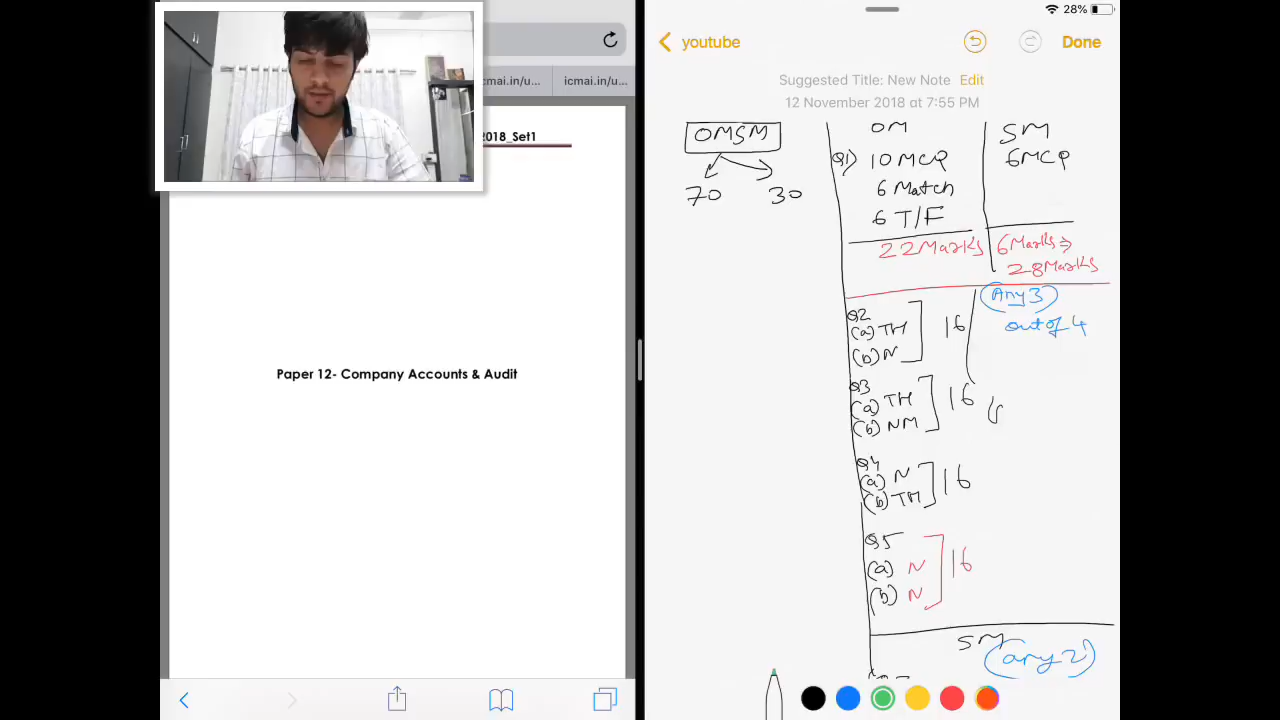 cmai.in/u...
icmai.in/u...
2018_Set1
Paper 12- Company Accounts & Audit
28%
youtube
Done
Suggested Title: New Note Edit
12 November 2018 at 7:55 PM
OMSM
70 30
OM
Q1) 10 MCQ
6 Match
6 T/F
22 Marks
SM
6 MCQ
6 Marks ⇒
28 Marks
Any 3
out of 4
Q2
(a) TH
(b) N
16
Q3
(a) TH
(b) NM
16
Q4
(a) N
(b) TH
16
Q5
(a) N
(b) N
16
SM
(any 2)